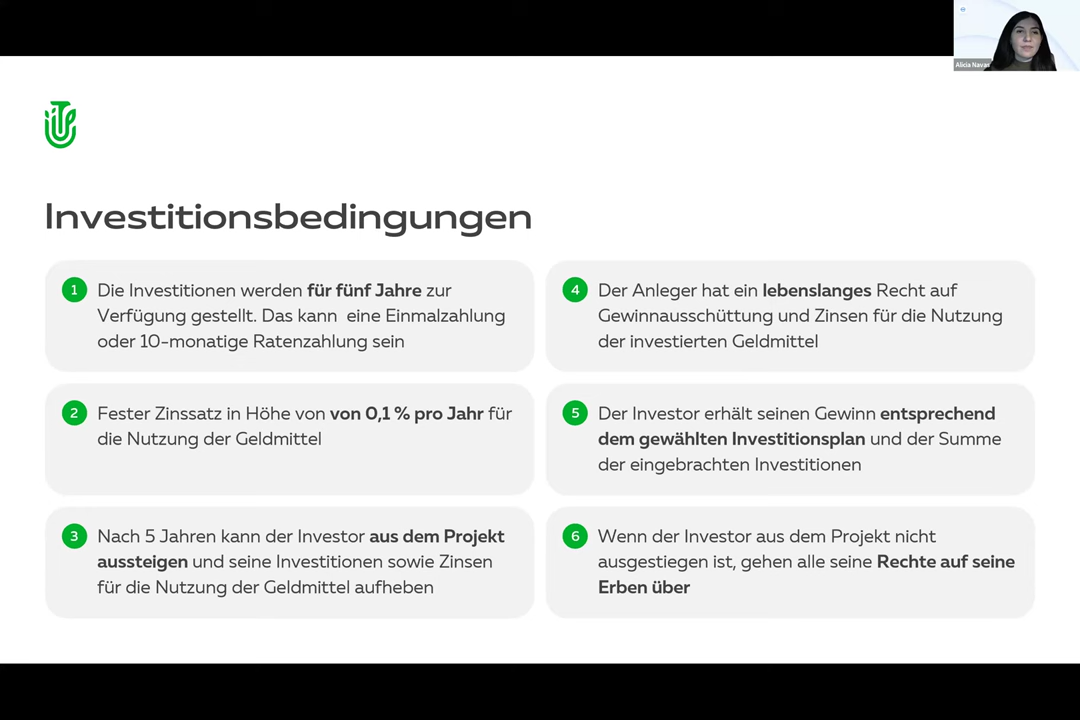 Alicia Navas
Investitionsbedingungen
1 Die Investitionen werden für fünf Jahre zur
Verfügung gestellt. Das kann eine Einmalzahlung
oder 10-monatige Ratenzahlung sein
2 Fester Zinssatz in Höhe von von 0,1 % pro Jahr für
die Nutzung der Geldmittel
3 Nach 5 Jahren kann der Investor aus dem Projekt
aussteigen und seine Investitionen sowie Zinsen
für die Nutzung der Geldmittel aufheben
4 Der Anleger hat ein lebenslanges Recht auf
Gewinnausschüttung und Zinsen für die Nutzung
der investierten Geldmittel
5 Der Investor erhält seinen Gewinn entsprechend
dem gewählten Investitionsplan und der Summe
der eingebrachten Investitionen
6 Wenn der Investor aus dem Projekt nicht
ausgestiegen ist, gehen alle seine Rechte auf seine
Erben über